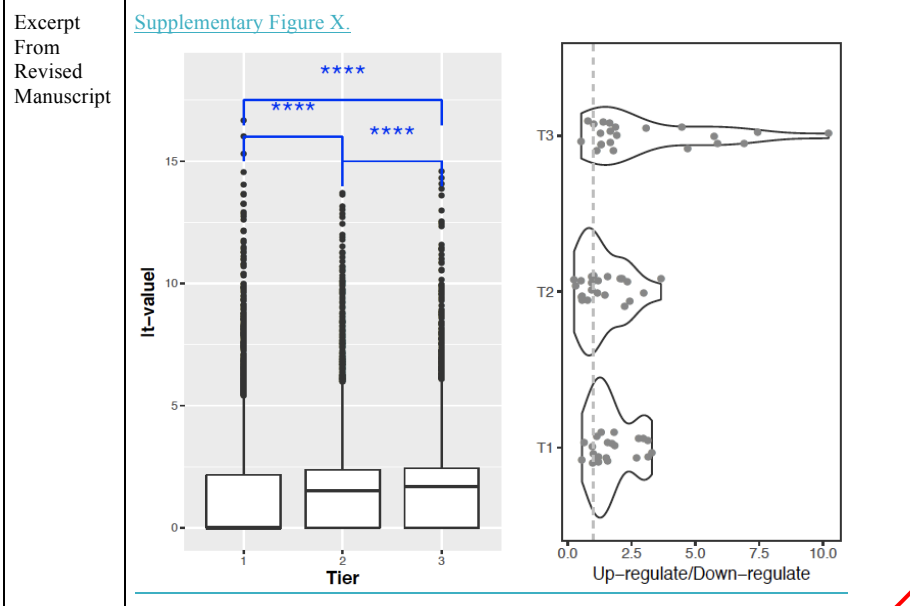 Excerpt
From
Revised
Manuscript
Supplementary Figure X.
****
****
****
15
10
5
0
1
2
3
Tier
|t-value|
T3
T2
T1
0.0
2.5
5.0
7.5
10.0
Up-regulate/Down-regulate